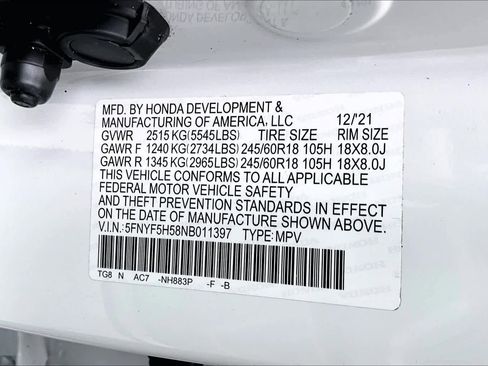 MFD. BY HONDA DEVELOPMENT &
MANUFACTURING OF AMERICA, LLC 12/'21
GVWR 2515 KG(5545LBS) TIRE SIZE RIM SIZE
GAWR F 1240 KG(2734LBS) 245/60R18 105H 18X8.0J
GAWR R 1345 KG(2965LBS) 245/60R18 105H 18X8.0J
THIS VEHICLE CONFORMS TO ALL APPLICABLE
FEDERAL MOTOR VEHICLE SAFETY
AND THEFT PREVENTION STANDARDS IN EFFECT
ON THE DATE OF MANUFACTURE SHOWN ABOVE.
V.I.N.:5FNYF5H58NB011397 TYPE:MPV
TG8 N AC7 -NH883P -F -B